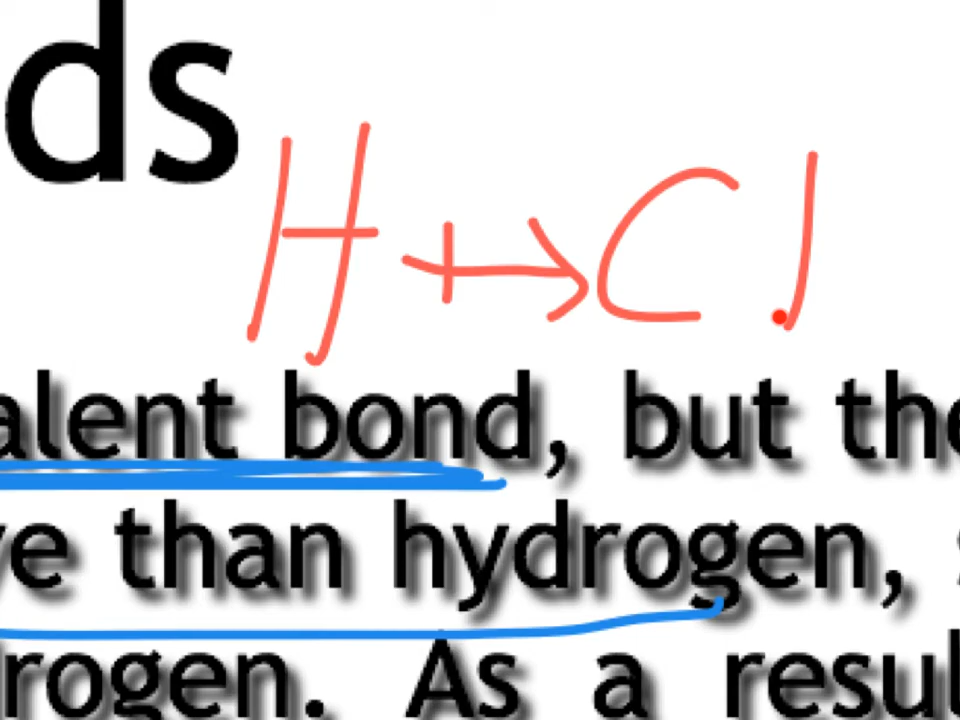 ds
H +→ Cl
alent bond, but the
ve than hydrogen,
rogen. As a resul